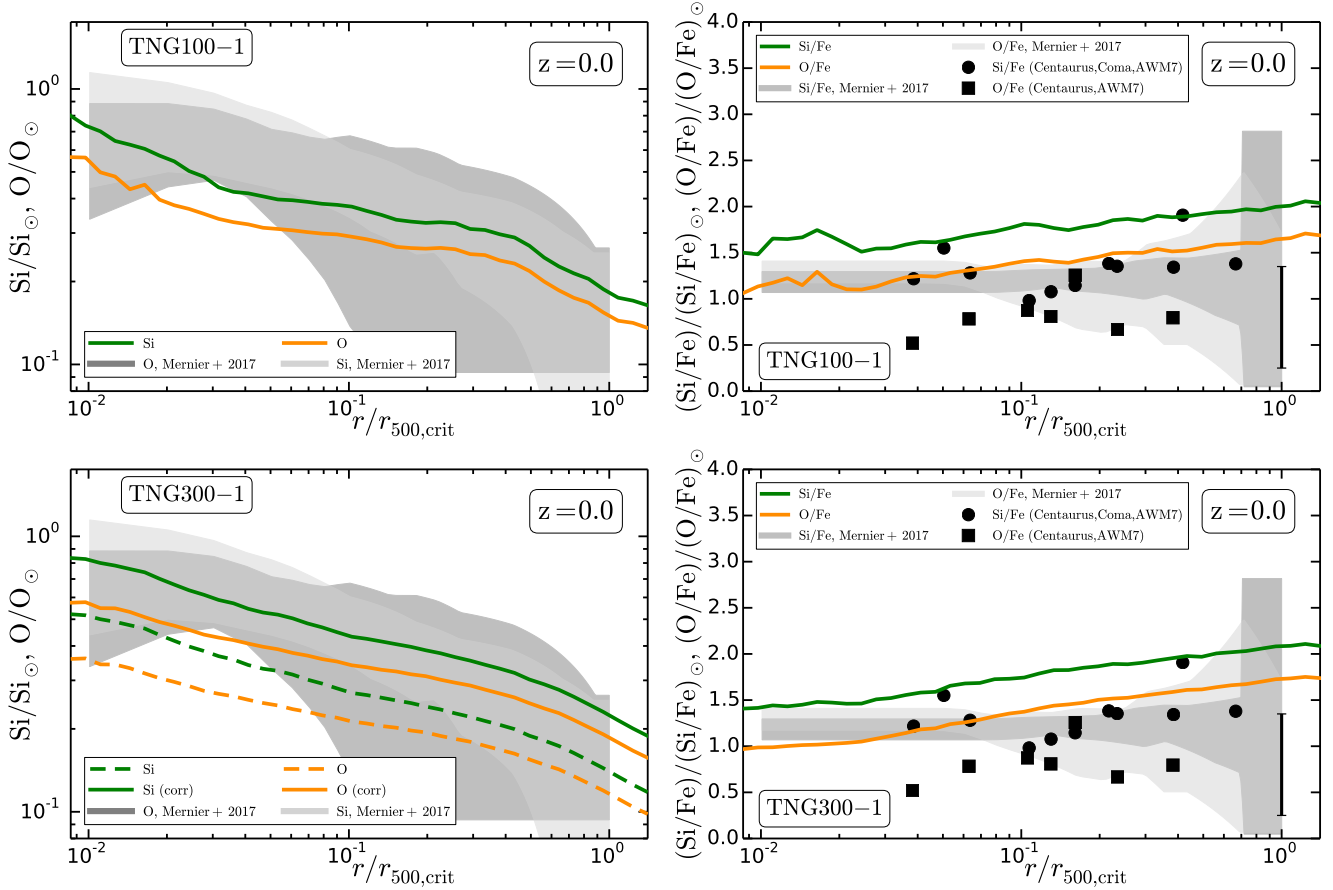 TNG100−1
z=0.0
Si/Si⊙, O/O⊙
10⁰
10⁻¹
Si
O
O, Mernier+2017
Si, Mernier+2017
10⁻²
10⁻¹
10⁰
r/r500,crit
(Si/Fe)/(Si/Fe)⊙, (O/Fe)/(O/Fe)⊙
4.0
3.5
3.0
2.5
2.0
1.5
1.0
0.5
0.0
Si/Fe
O/Fe
Si/Fe, Mernier+2017
O/Fe, Mernier+2017
Si/Fe (Centaurus,Coma,AWM7)
O/Fe (Centaurus,AWM7)
z=0.0
TNG100−1
10⁻²
10⁻¹
10⁰
r/r500,crit
TNG300−1
z=0.0
Si/Si⊙, O/O⊙
10⁰
10⁻¹
Si
O
Si (corr)
O (corr)
O, Mernier+2017
Si, Mernier+2017
10⁻²
10⁻¹
10⁰
r/r500,crit
(Si/Fe)/(Si/Fe)⊙, (O/Fe)/(O/Fe)⊙
4.0
3.5
3.0
2.5
2.0
1.5
1.0
0.5
0.0
Si/Fe
O/Fe
Si/Fe, Mernier+2017
O/Fe, Mernier+2017
Si/Fe (Centaurus,Coma,AWM7)
O/Fe (Centaurus,AWM7)
z=0.0
TNG300−1
10⁻²
10⁻¹
10⁰
r/r500,crit